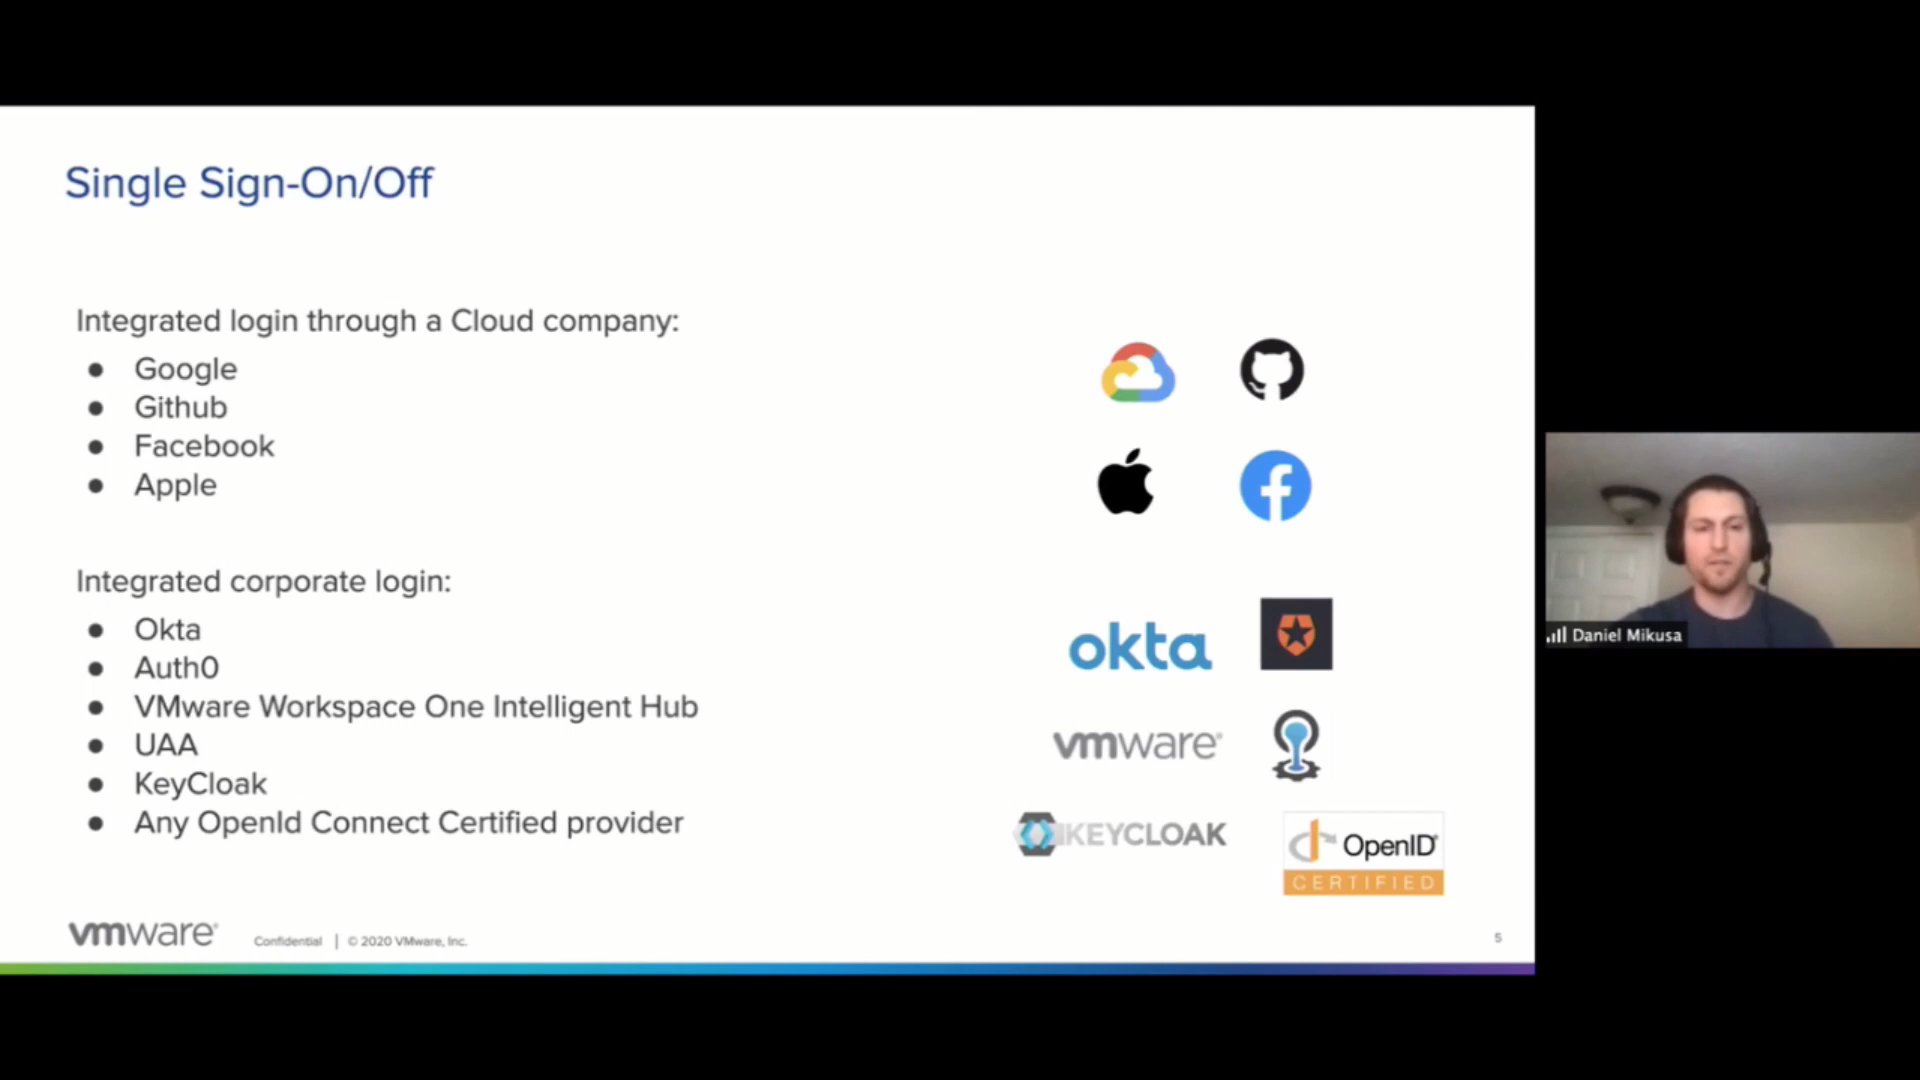 Single Sign-On/Off
Integrated login through a Cloud company:
● Google
● Github
● Facebook
● Apple
Integrated corporate login:
● Okta
● Auth0
● VMware Workspace One Intelligent Hub
● UAA
● KeyCloak
● Any OpenId Connect Certified provider
okta
vmware®
KEYCLOAK
OpenID®
CERTIFIED
vmware®
Confidential | © 2020 VMware, Inc.
5
Daniel Mikusa